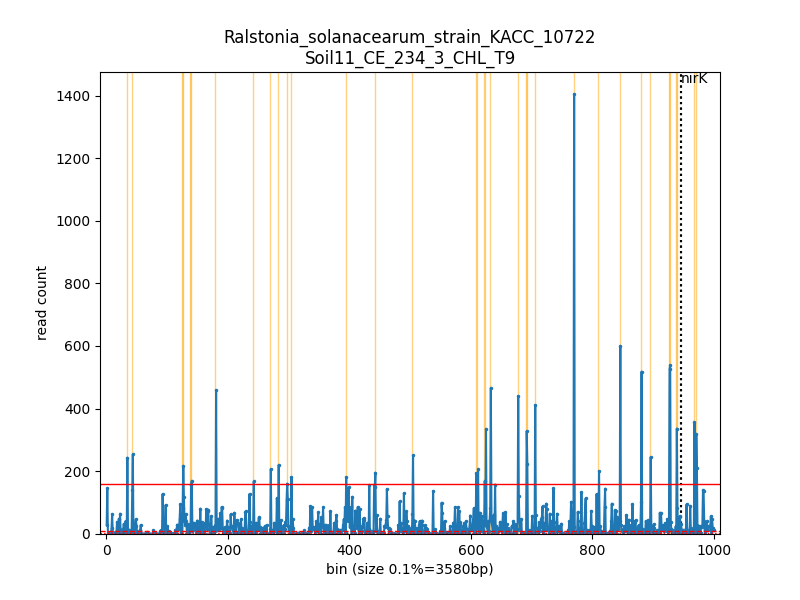 Ralstonia_solanacearum_strain_KACC_10722
Soil11_CE_234_3_CHL_T9
nirK
1400
1200
1000
800
600
400
200
0
read count
0
200
400
600
800
1000
bin (size 0.1%=3580bp)